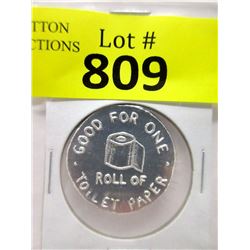 TTON
CTIONS
Lot #
809
GOOD FOR ONE
ROLL OF
TOILET PAPER